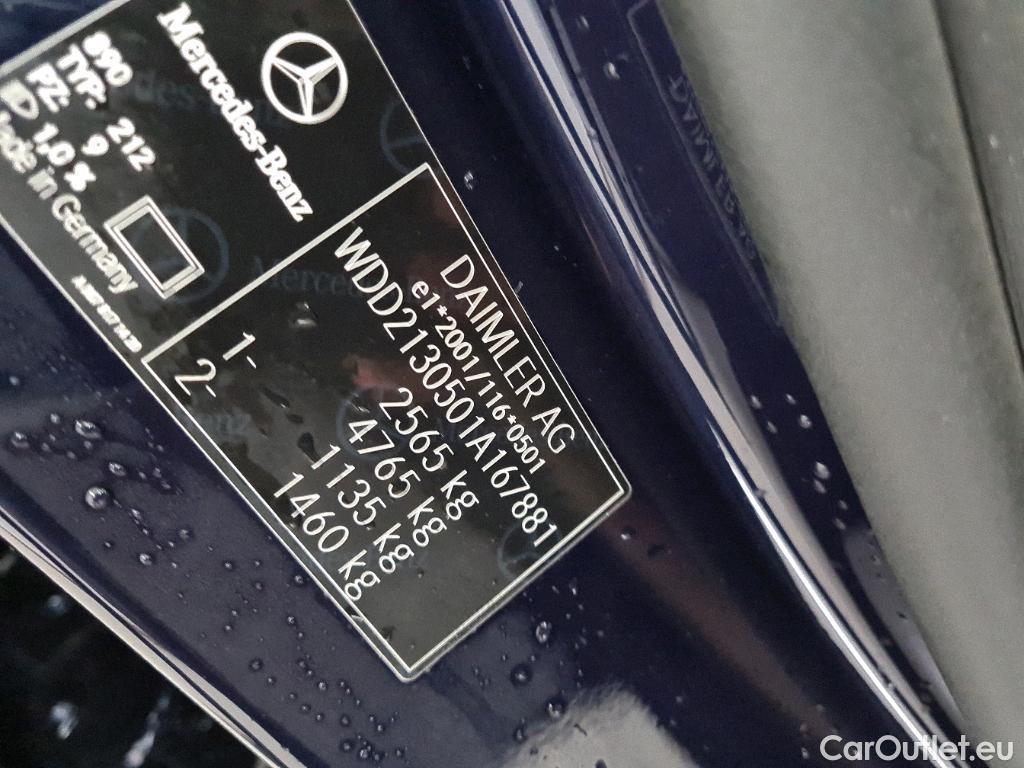 Mercedes-Benz
890
TYP: 212
PZ: 9
1,0 %
Made in Germany
DAIMLER AG
e1*2001/116*0501
WDD2130501A167881
2565 kg
4765 kg
1- 1135 kg
2- 1460 kg
CarOutlet.eu